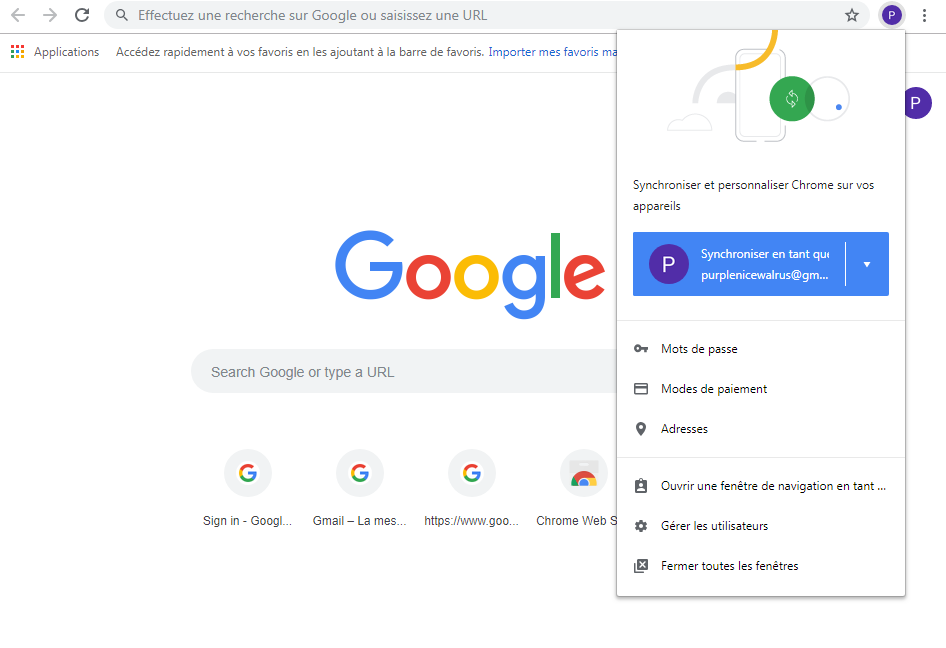 Effectuez une recherche sur Google ou saisissez une URL
P
Applications
Accédez rapidement à vos favoris en les ajoutant à la barre de favoris. Importer mes favoris
P
Synchroniser et personnaliser Chrome sur vos
appareils
P
Synchroniser en tant que
purplenicewalrus@gm...
Google
Search Google or type a URL
Mots de passe
Modes de paiement
Adresses
Sign in - Googl...
Gmail – La mes...
https://www.goo...
Chrome Web S
Ouvrir une fenêtre de navigation en tant ...
Gérer les utilisateurs
Fermer toutes les fenêtres